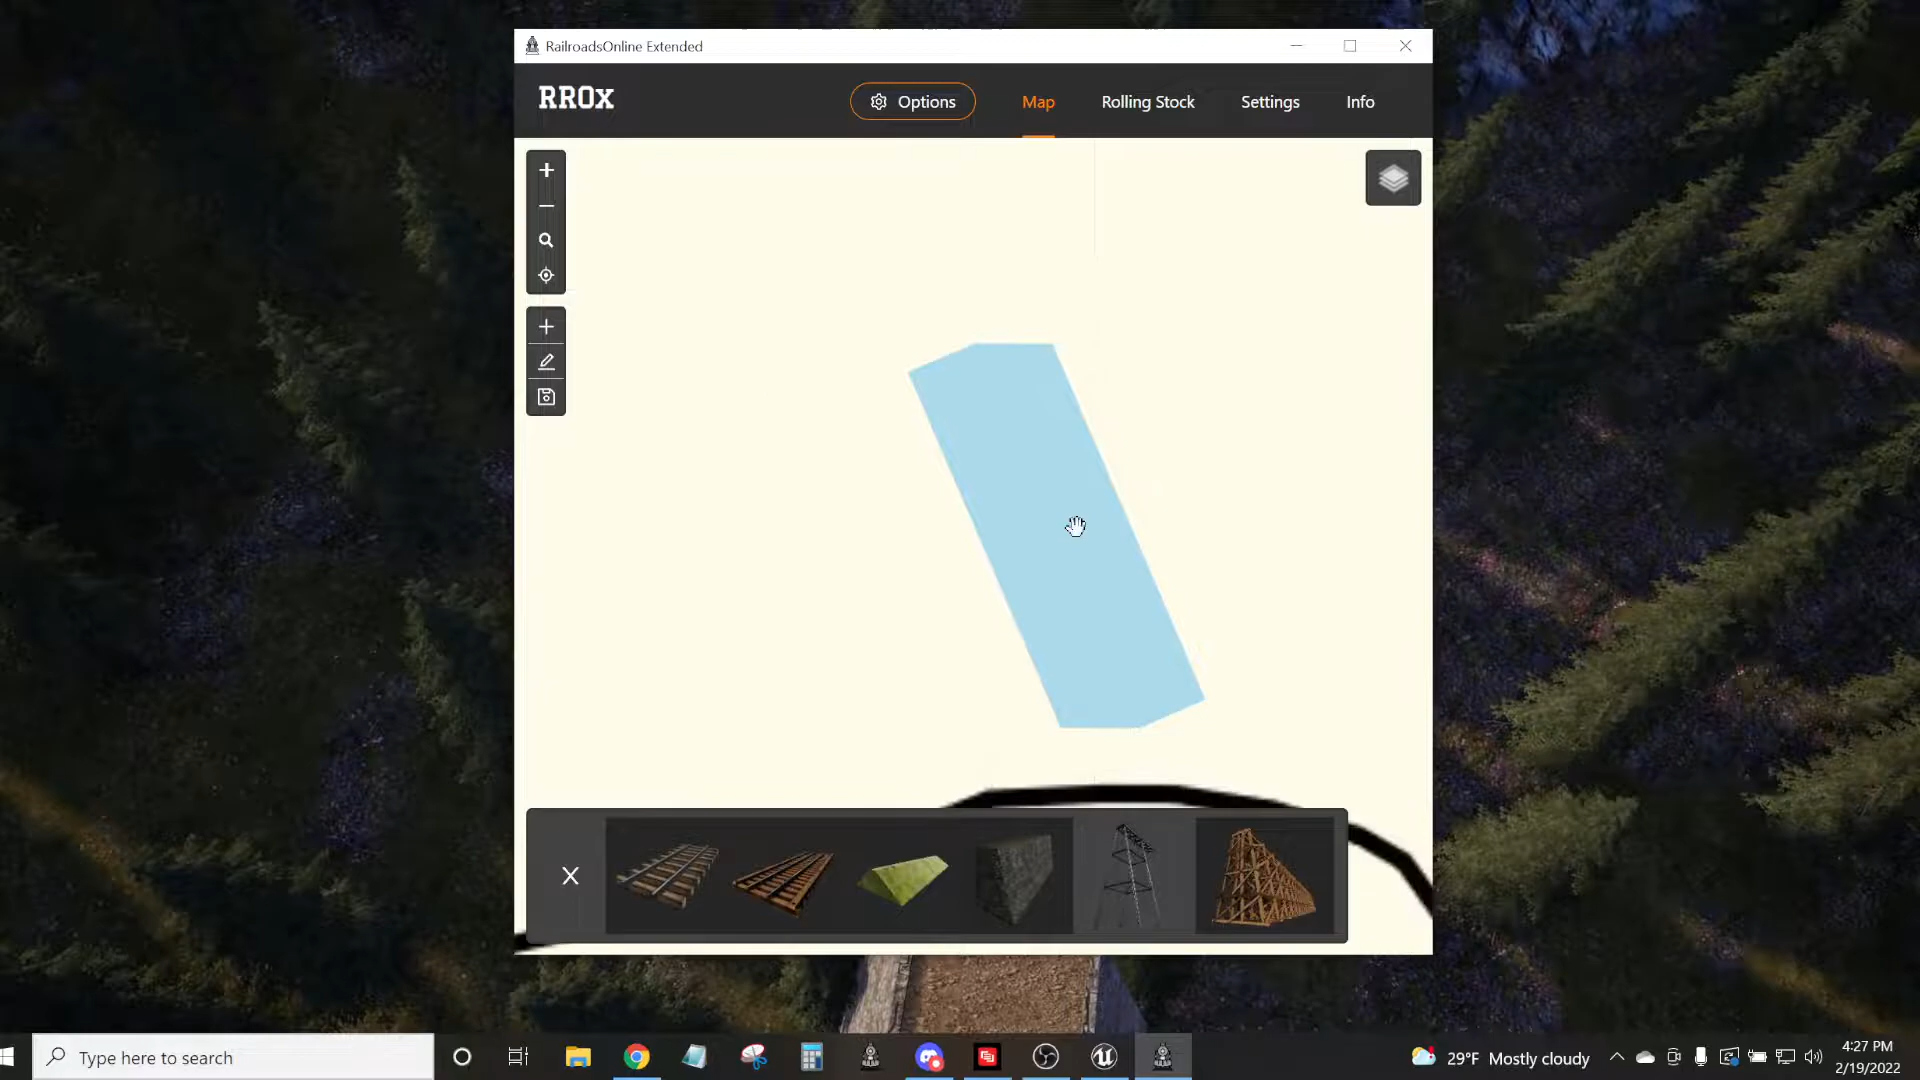 RailroadsOnline Extended
RROx
Options
Map
Rolling Stock
Settings
Info
X
Type here to search
29°F Mostly cloudy
4:27 PM
2/19/2022